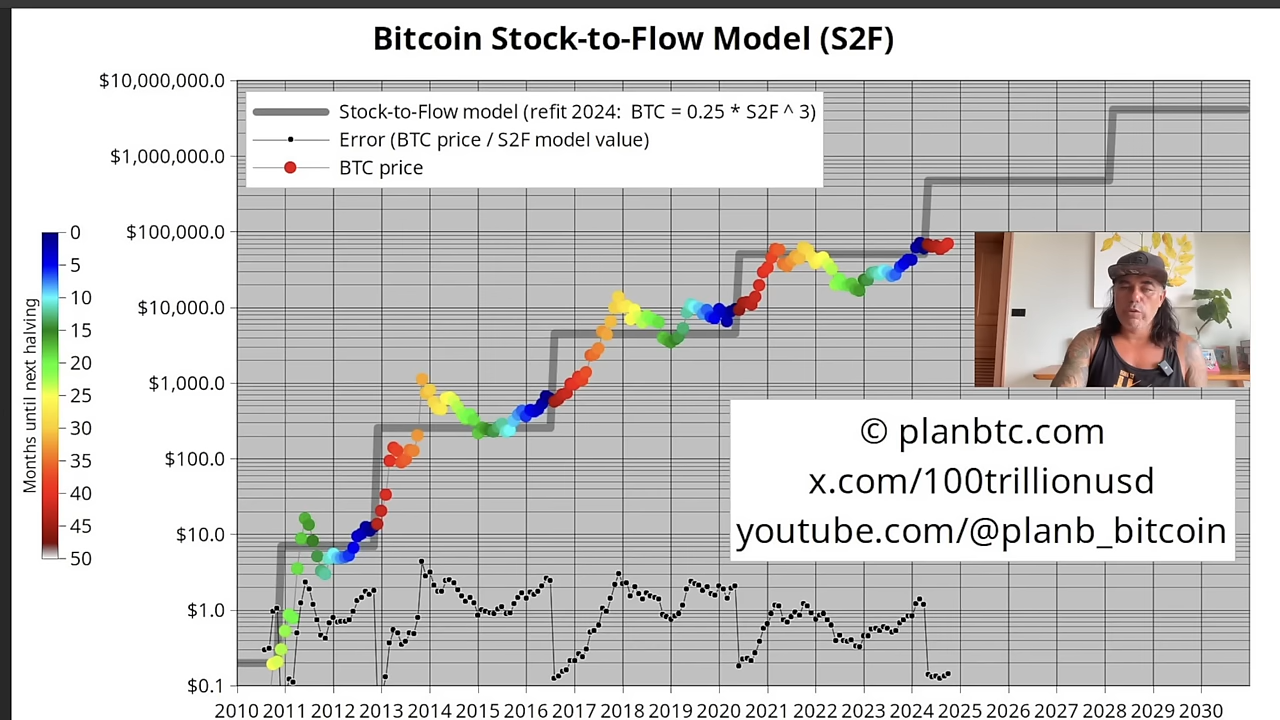 Bitcoin Stock-to-Flow Model (S2F)
$10,000,000.0
$1,000,000.0
$100,000.0
$10,000.0
$1,000.0
$100.0
$10.0
$1.0
$0.1
Stock-to-Flow model (refit 2024:  BTC = 0.25 * S2F ^ 3)
Error (BTC price / S2F model value)
BTC price
Months until next halving
0
5
10
15
20
25
30
35
40
45
50
© planbtc.com
x.com/100trillionusd
youtube.com/@planb_bitcoin
2010 2011 2012 2013 2014 2015 2016 2017 2018 2019 2020 2021 2022 2023 2024 2025 2026 2027 2028 2029 2030